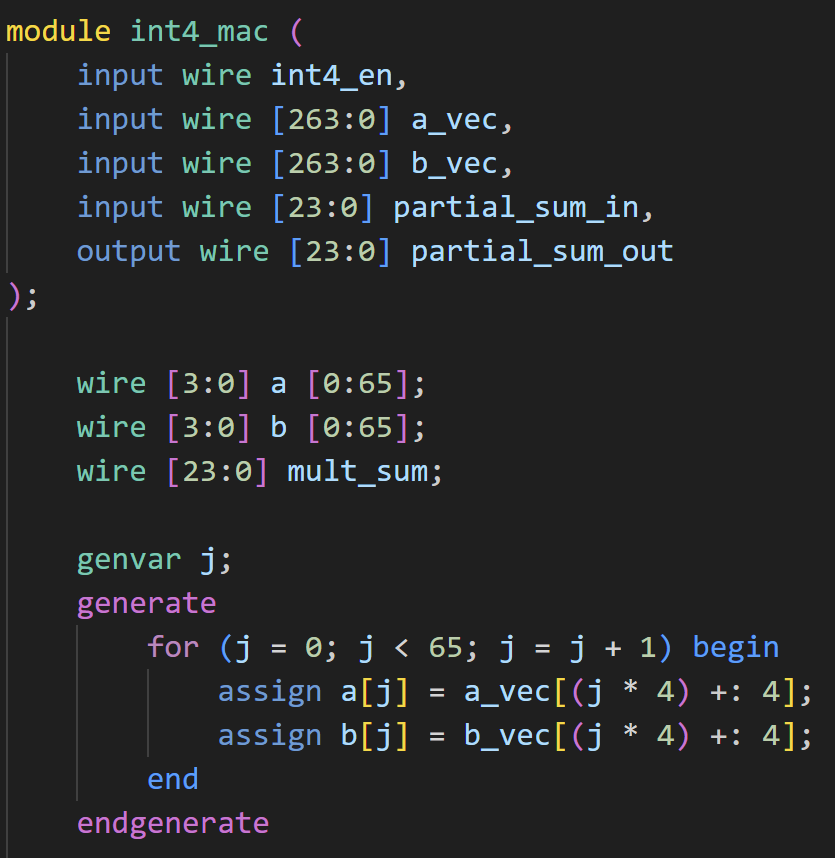 module int4_mac (
    input wire int4_en,
    input wire [263:0] a_vec,
    input wire [263:0] b_vec,
    input wire [23:0] partial_sum_in,
    output wire [23:0] partial_sum_out
);
    wire [3:0] a [0:65];
    wire [3:0] b [0:65];
    wire [23:0] mult_sum;
    genvar j;
    generate
        for (j = 0; j < 65; j = j + 1) begin
            assign a[j] = a_vec[(j * 4) +: 4];
            assign b[j] = b_vec[(j * 4) +: 4];
        end
    endgenerate